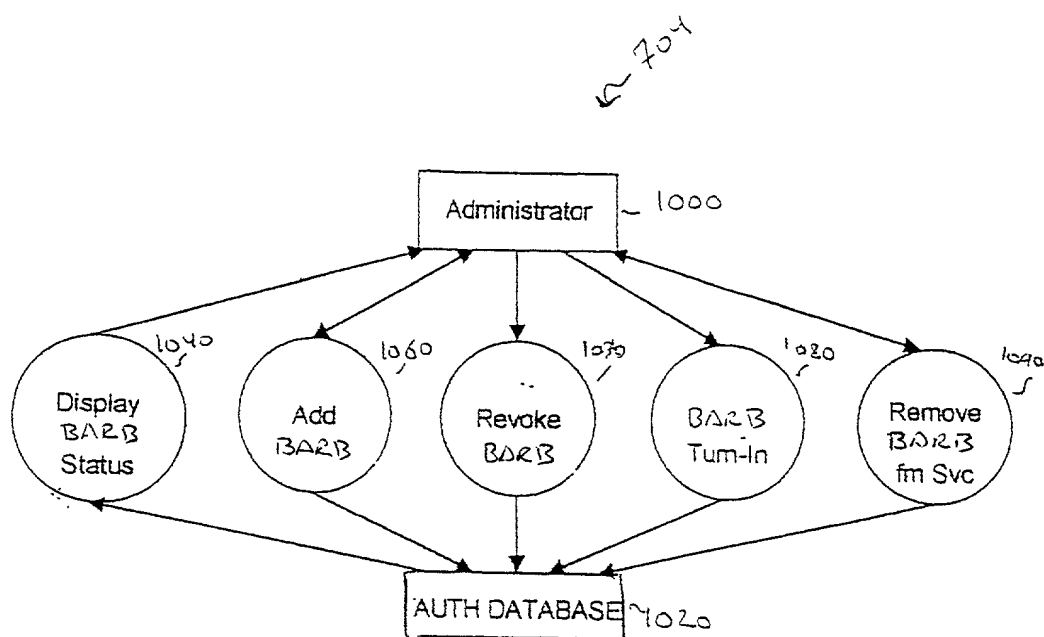 704
Administrator
1000
1040
1060
1070
1080
1090
Display
BARB
Status
Add
BARB
Revoke
BARB
BARB
Turn-In
Remove
BARB
fm Svc
AUTH DATABASE
1020